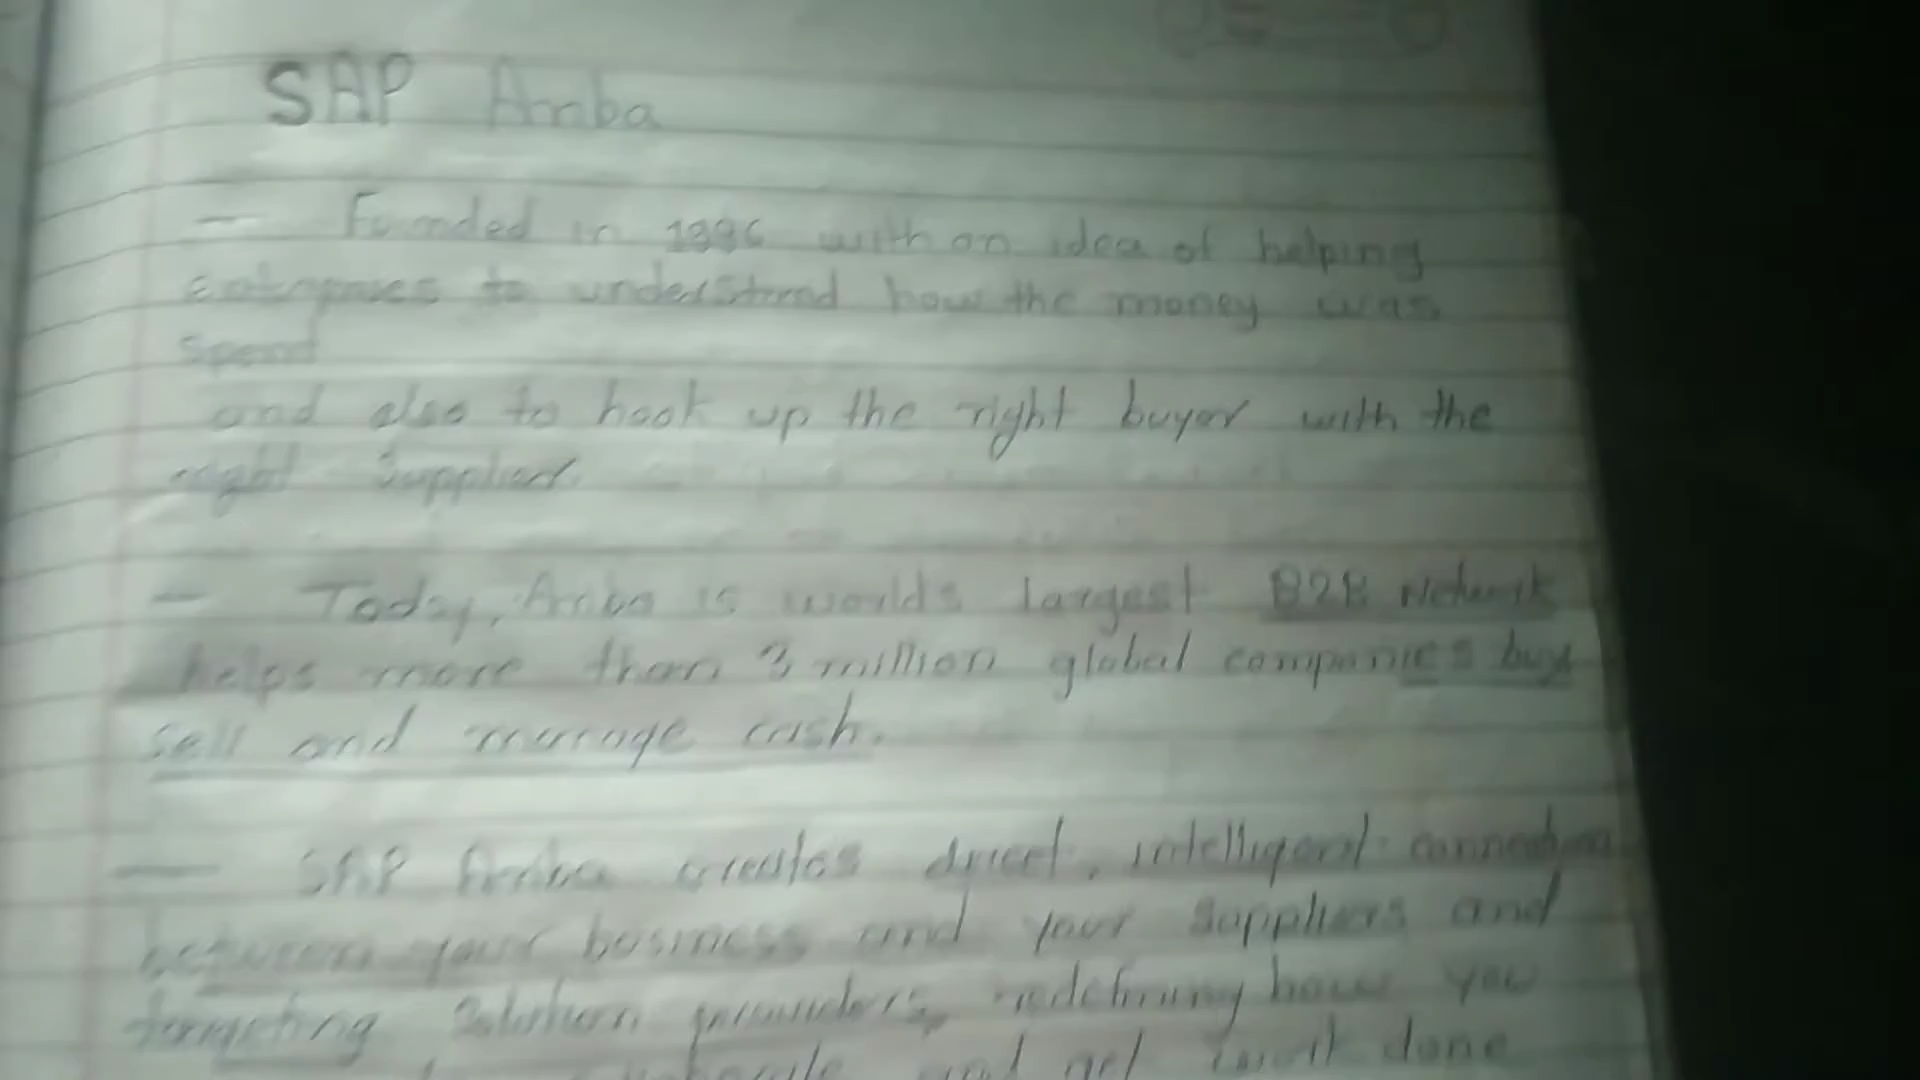 SAP Ariba
— Founded in 1996 with an idea of helping
enterprises to understand how the money was
spend
and also to hook up the right buyer with the
right supplier.
— Today, Ariba is worlds largest B2B Network
helps more than 3 million global companies buy
sell and manage cash.
— SAP Ariba creates direct, intelligent connection
between your business and your suppliers and
targeting solution providers, redefining how you
and get work done